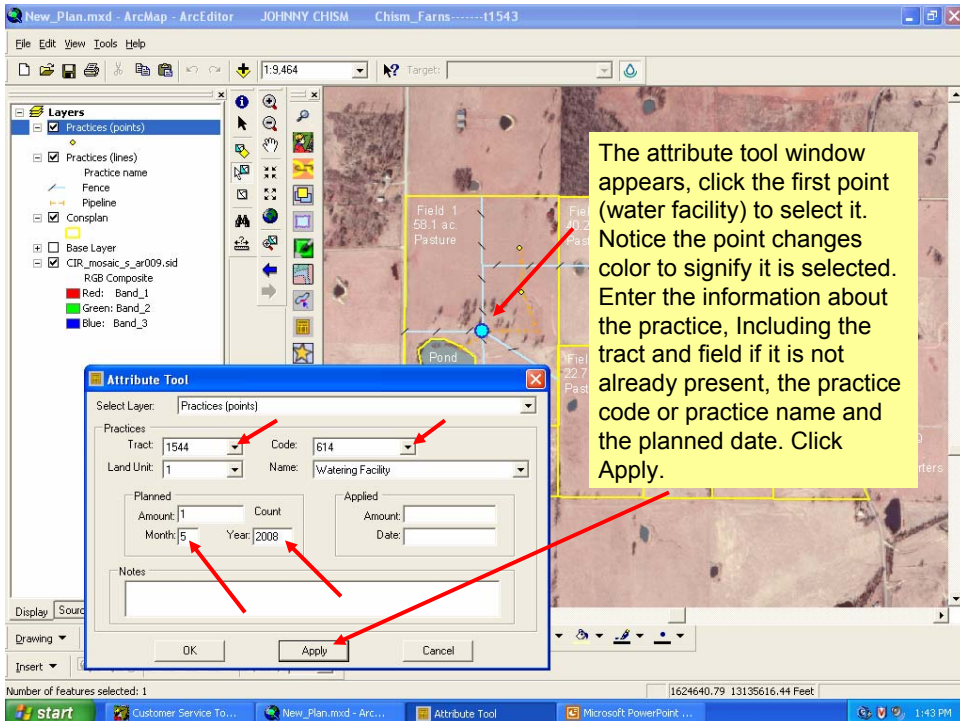 New_Plan.mxd - ArcMap - ArcEditor JOHNNY CHISM Chism_Farns-------t1543
File Edit View Tools Help
1:9,464 Target:
Layers
Practices (points)
Practices (lines)
Practice name
Fence
Pipeline
Consplan
Base Layer
CIR_mosaic_s_ar009.sid
RGB Composite
Red: Band_1
Green: Band_2
Blue: Band_3
Field 1
58.1 ac.
Pasture
Pond
The attribute tool window
appears, click the first point
(water facility) to select it.
Notice the point changes
color to signify it is selected.
Enter the information about
the practice, Including the
tract and field if it is not
already present, the practice
code or practice name and
the planned date. Click
Apply.
Attribute Tool
Select Layer: Practices (points)
Practices
Tract: 1544 Code: 614
Land Unit: 1 Name: Watering Facility
Planned
Amount: 1 Count
Month: 5 Year: 2008
Applied
Amount:
Date:
Notes
OK Apply Cancel
Display
Drawing
Insert
Number of features selected: 1
1624640.79 13135616.44 Feet
start Customer Service To... New_Plan.mxd - Arc... Attribute Tool Microsoft PowerPoint ... 1:43 PM